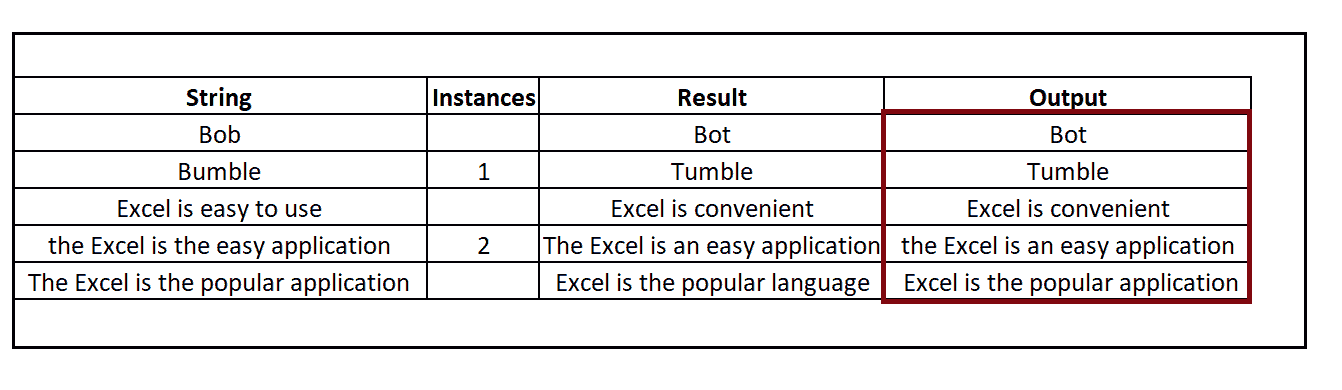 String Instances Result Output
Bob Bot Bot
Bumble 1 Tumble Tumble
Excel is easy to use Excel is convenient Excel is convenient
the Excel is the easy application 2 The Excel is an easy application the Excel is an easy application
The Excel is the popular application Excel is the popular language Excel is the popular application